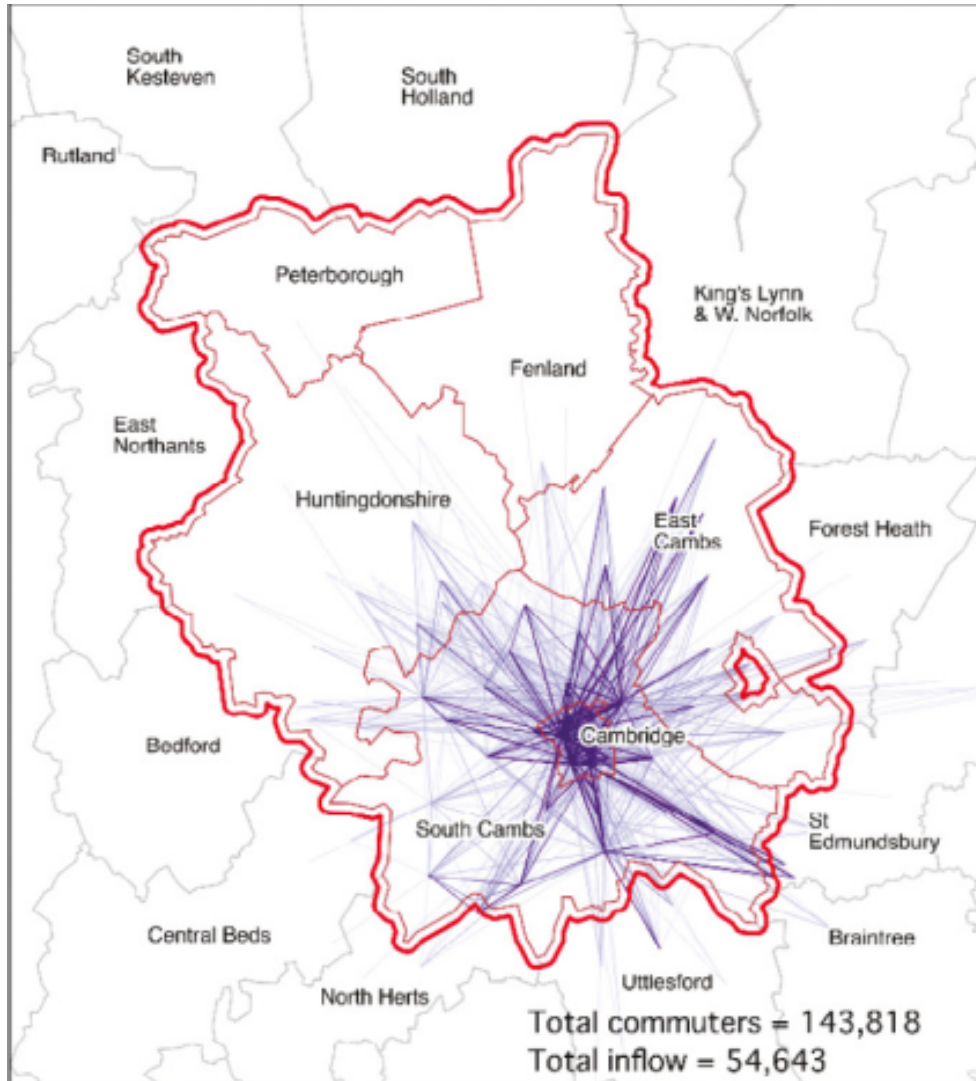 South
Kesteven
South
Holland
Rutland
Peterborough
King's Lynn
& W. Norfolk
Fenland
East
Northants
Huntingdonshire
East
Cambs
Forest Heath
Cambridge
Bedford
South Cambs
St
Edmundsbury
Central Beds
Braintree
North Herts
Uttlesford
Total commuters = 143,818
Total inflow = 54,643